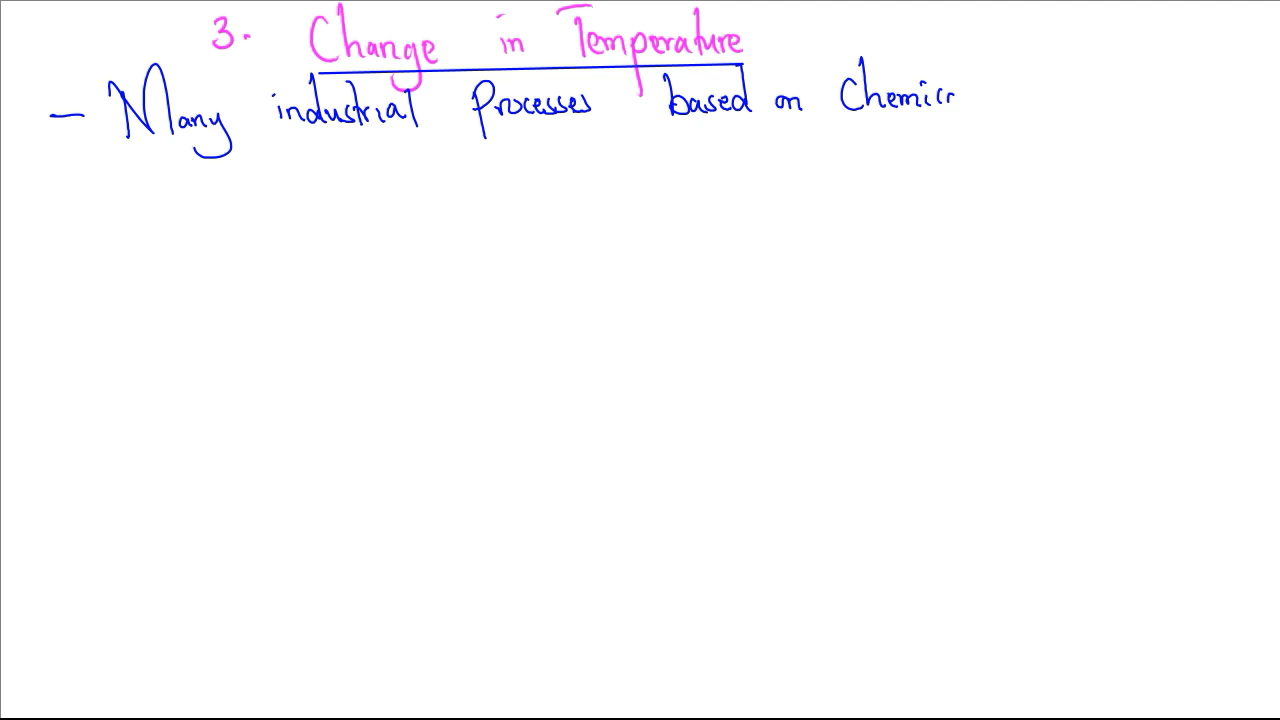 3. Change in Temperature
- Many industrial Processes based on